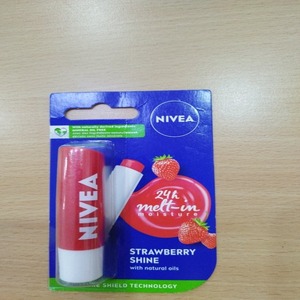 NIVEA
24h
melt-in
moisture
NIVEA
STRAWBERRY
SHINE
with natural oils
SHIELD TECHNOLOGY